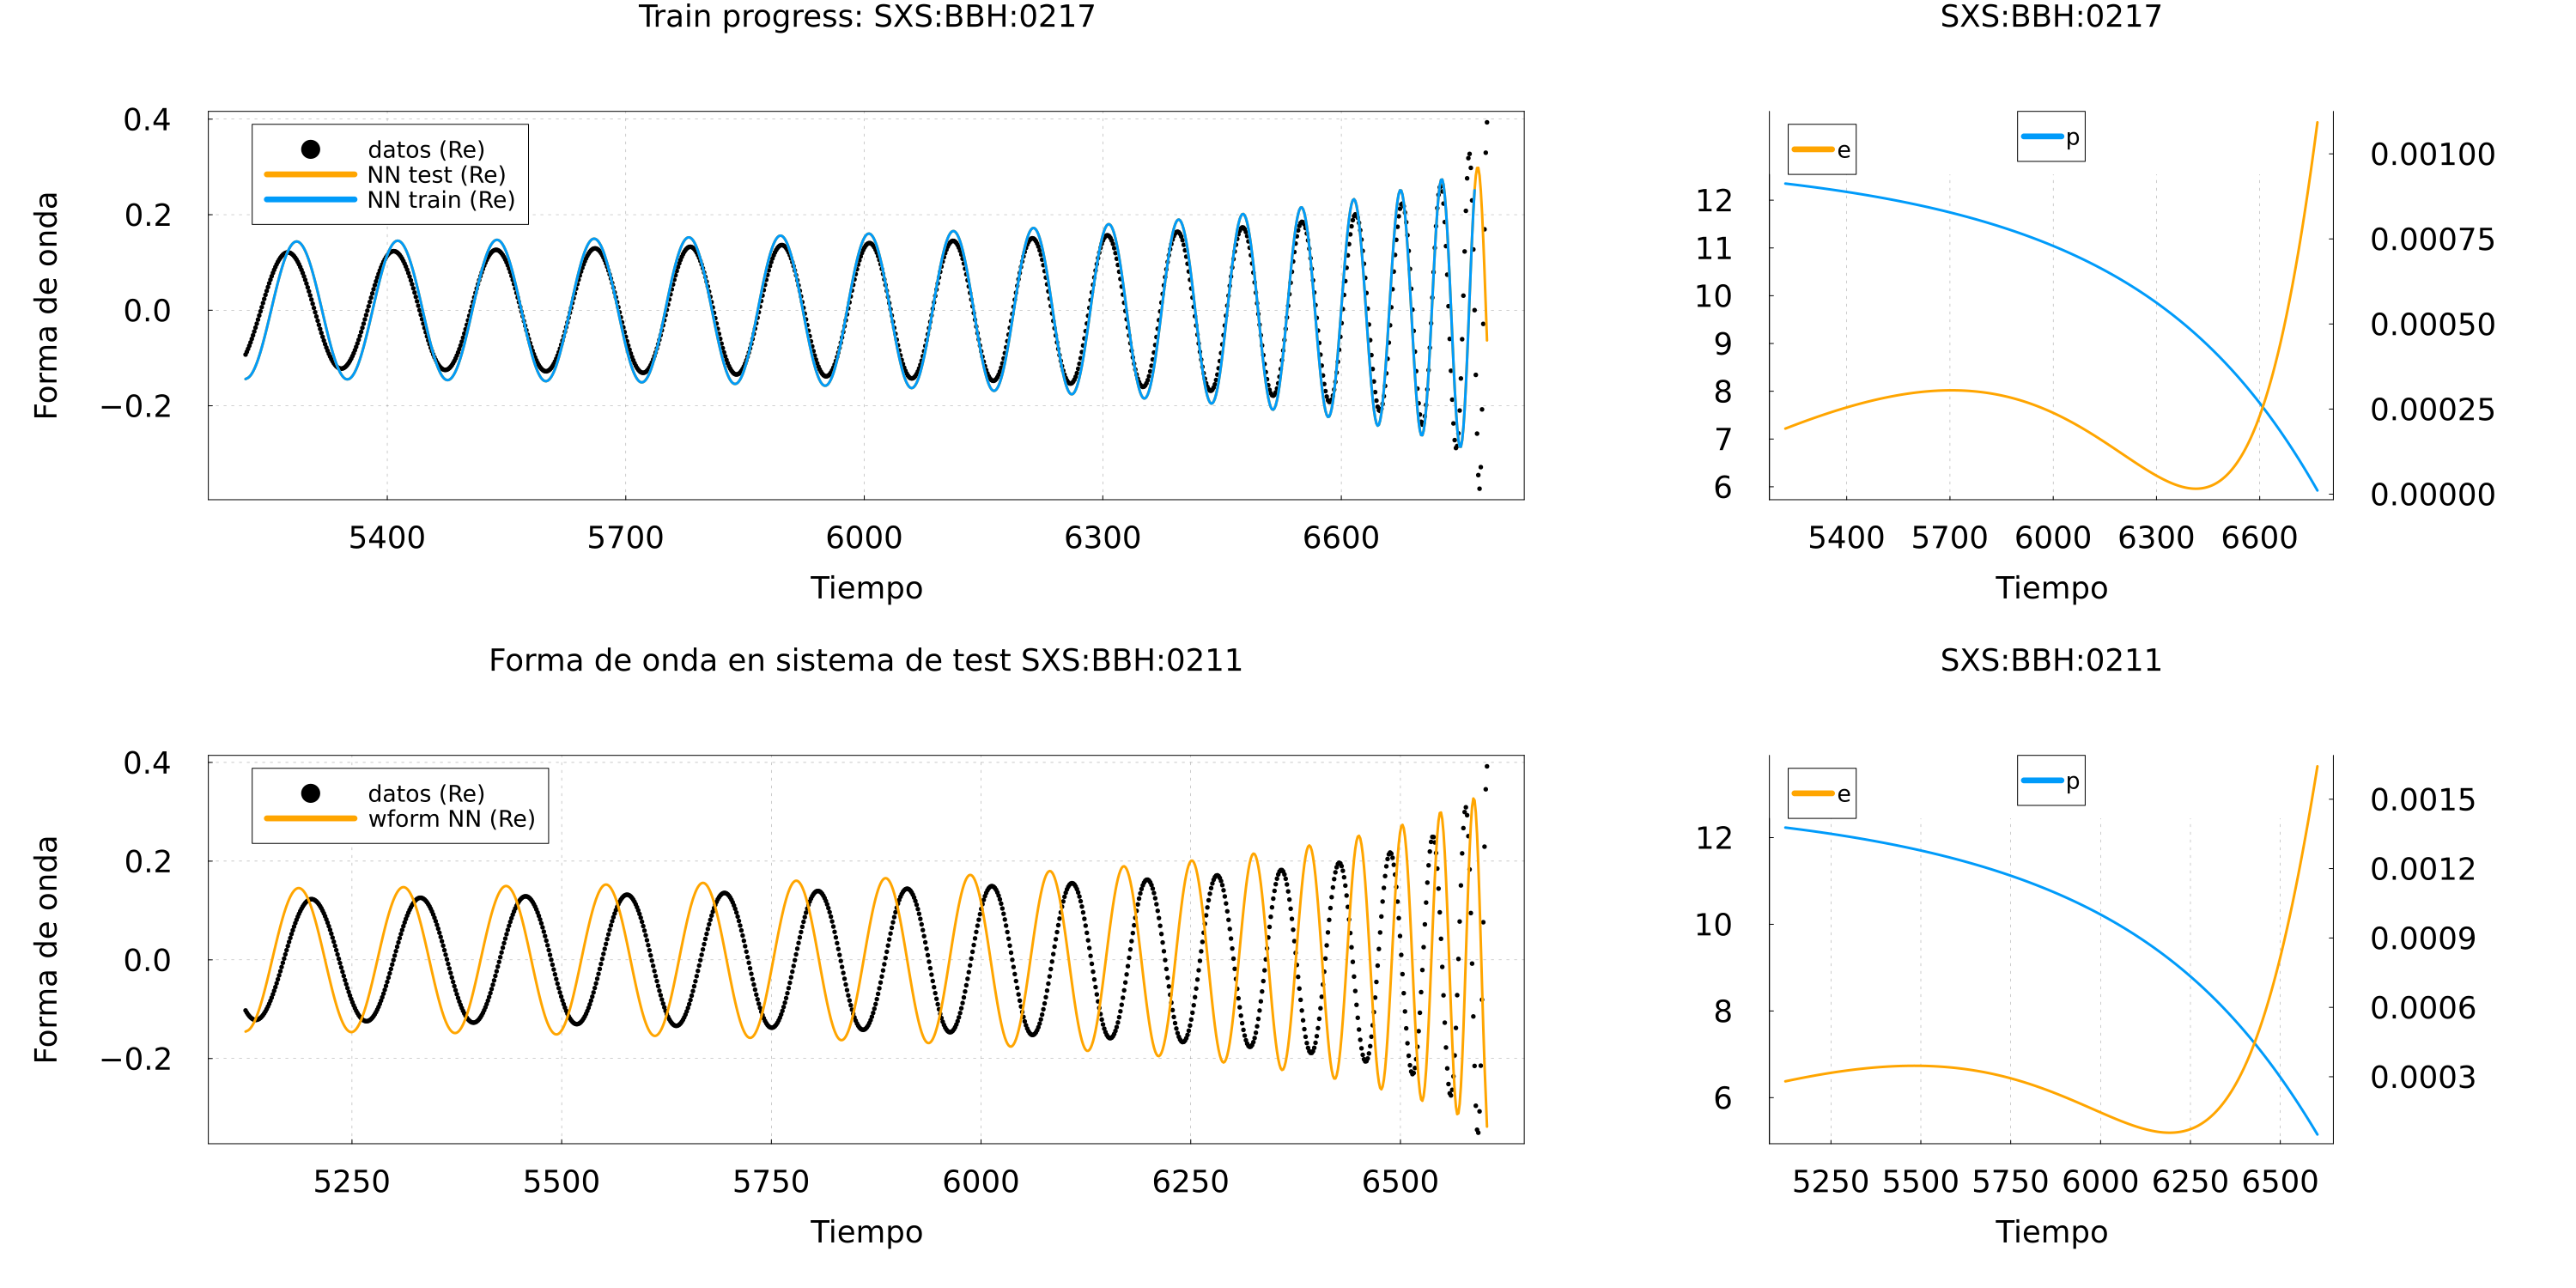 Train progress: SXS:BBH:0217
Forma de onda
0.4
0.2
0.0
−0.2
datos (Re)
NN test (Re)
NN train (Re)
5400 5700 6000 6300 6600
Tiempo
SXS:BBH:0217
12
11
10
9
8
7
6
e
p
0.00100
0.00075
0.00050
0.00025
0.00000
5400 5700 6000 6300 6600
Tiempo
Forma de onda en sistema de test SXS:BBH:0211
Forma de onda
0.4
0.2
0.0
−0.2
datos (Re)
wform NN (Re)
5250 5500 5750 6000 6250 6500
Tiempo
SXS:BBH:0211
12
10
8
6
e
p
0.0015
0.0012
0.0009
0.0006
0.0003
5250 5500 5750 6000 6250 6500
Tiempo